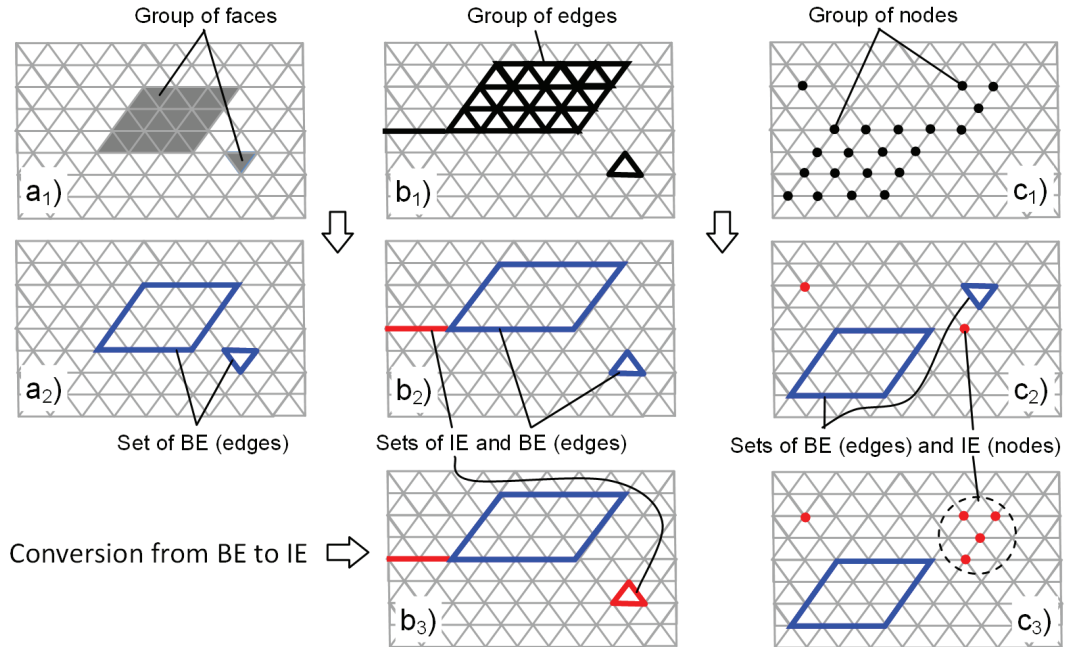 Group of faces
Group of edges
Group of nodes
a1)
b1)
c1)
a2)
b2)
c2)
Set of BE (edges)
Sets of IE and BE (edges)
Sets of BE (edges) and IE (nodes)
Conversion from BE to IE
b3)
c3)